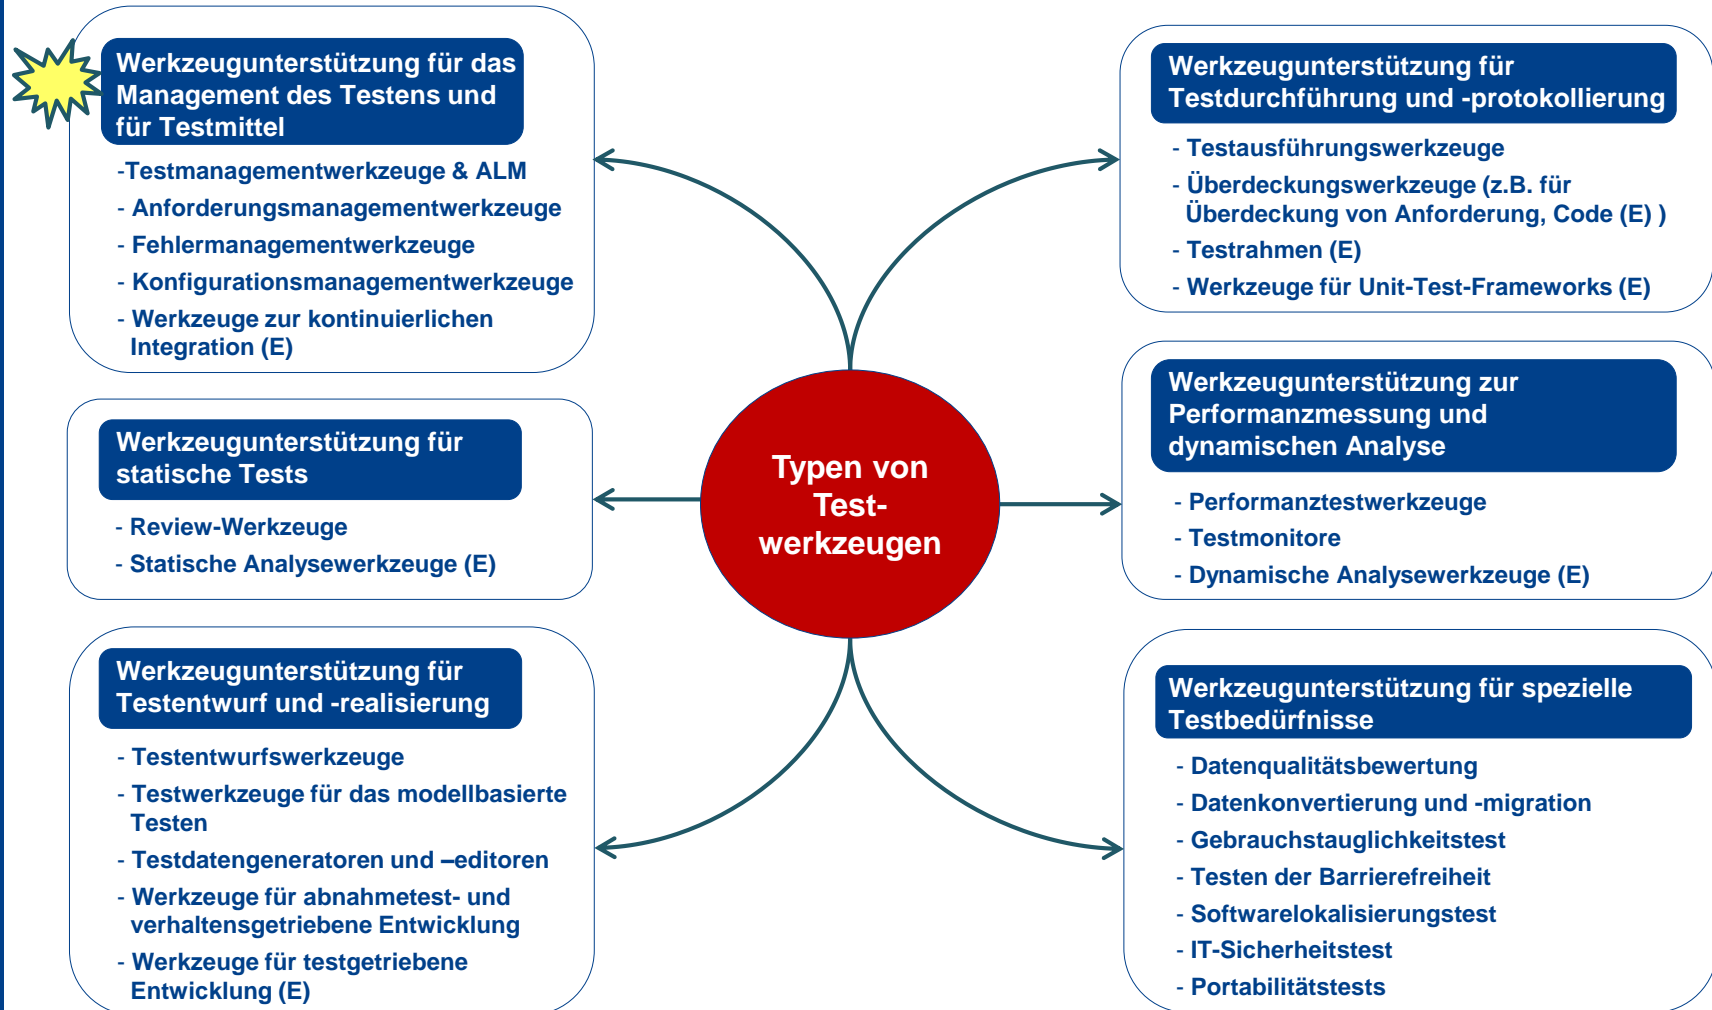 Werkzeugunterstützung für das
Management des Testens und
für Testmittel
-Testmanagementwerkzeuge & ALM
- Anforderungsmanagementwerkzeuge
- Fehlermanagementwerkzeuge
- Konfigurationsmanagementwerkzeuge
- Werkzeuge zur kontinuierlichen
Integration (E)
Werkzeugunterstützung für
statische Tests
- Review-Werkzeuge
- Statische Analysewerkzeuge (E)
Werkzeugunterstützung für
Testentwurf und -realisierung
- Testentwurfswerkzeuge
- Testwerkzeuge für das modellbasierte
Testen
- Testdatengeneratoren und –editoren
- Werkzeuge für abnahmetest- und
verhaltensgetriebene Entwicklung
- Werkzeuge für testgetriebene
Entwicklung (E)
Typen von
Test-
werkzeugen
Werkzeugunterstützung für
Testdurchführung und -protokollierung
- Testausführungswerkzeuge
- Überdeckungswerkzeuge (z.B. für
Überdeckung von Anforderung, Code (E) )
- Testrahmen (E)
- Werkzeuge für Unit-Test-Frameworks (E)
Werkzeugunterstützung zur
Performanzmessung und
dynamischen Analyse
- Performanztestwerkzeuge
- Testmonitore
- Dynamische Analysewerkzeuge (E)
Werkzeugunterstützung für spezielle
Testbedürfnisse
- Datenqualitätsbewertung
- Datenkonvertierung und -migration
- Gebrauchstauglichkeitstest
- Testen der Barrierefreiheit
- Softwarelokalisierungstest
- IT-Sicherheitstest
- Portabilitätstests